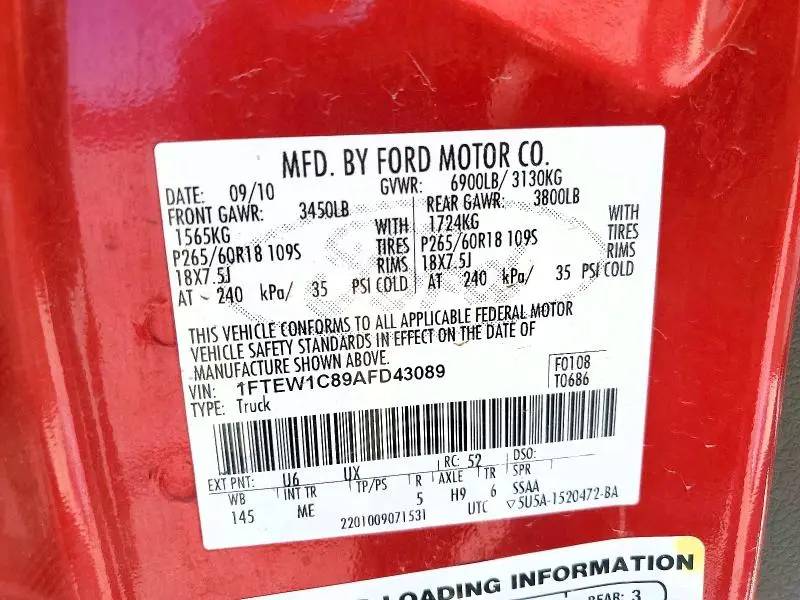 MFD. BY FORD MOTOR CO.
DATE: 09/10 GVWR: 6900LB/ 3130KG
FRONT GAWR: 3450LB REAR GAWR: 3800LB
1565KG WITH 1724KG WITH
P265/60R18 109S TIRES P265/60R18 109S TIRES
18X7.5J RIMS 18X7.5J RIMS
AT - 240 kPa/ 35 PSI COLD AT 240 kPa/ 35 PSI COLD
THIS VEHICLE CONFORMS TO ALL APPLICABLE FEDERAL MOTOR
VEHICLE SAFETY STANDARDS IN EFFECT ON THE DATE OF
MANUFACTURE SHOWN ABOVE.
VIN: 1FTEW1C89AFD43089 F0108
TYPE: Truck T0686
EXT PNT: U6 UX RC: 52 DSO:
WB INT TR TP/PS R AXLE TR SPR
145 ME 5 H9 6 SSAA
2201009071531 UTC ▽5U5A-1520472-BA
LOADING INFORMATION
REAR: 3